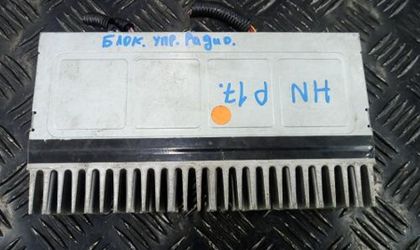 Блок. упр. Радио.
HN P17.